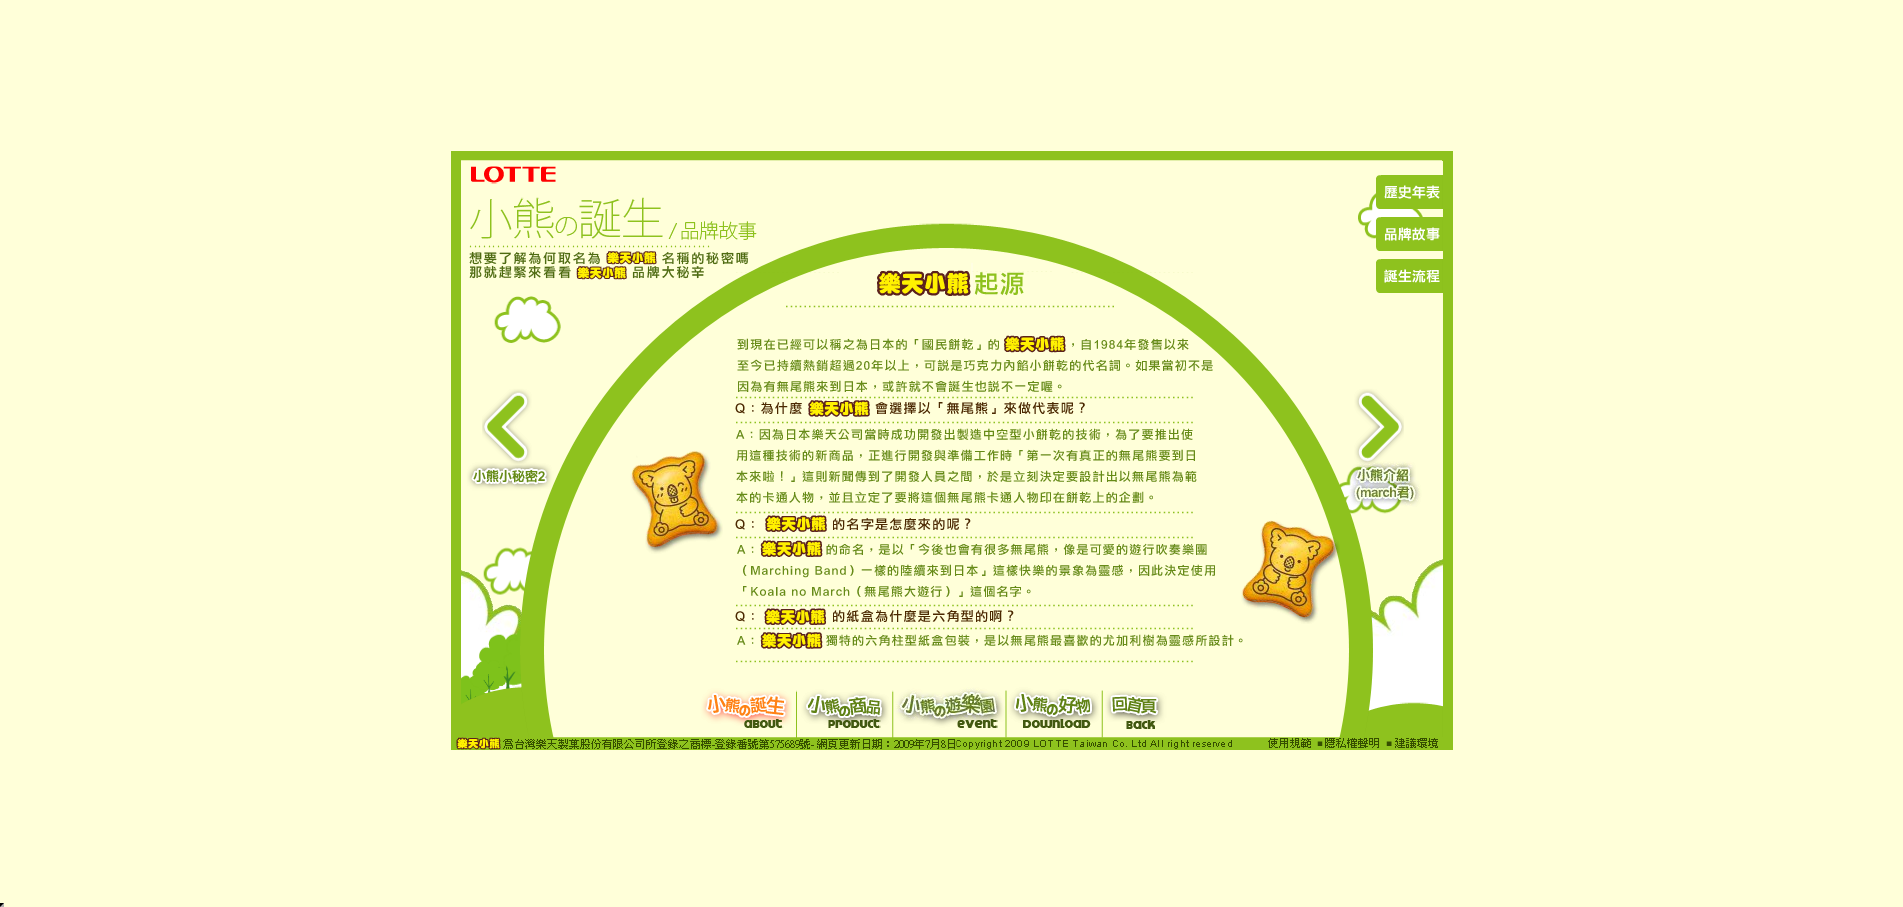 LOTTE
小熊の誕生 / 品牌故事
想要了解為何取名為 樂天小熊 名稱的秘密嗎
那就趕緊來看看 樂天小熊 品牌大秘辛
歷史年表
品牌故事
誕生流程
樂天小熊 起源
到現在已經可以稱之為日本的「國民餅乾」的 樂天小熊，自1984年發售以來
至今已持續熱銷超過20年以上，可説是巧克力內餡小餅乾的代名詞。如果當初不是
因為有無尾熊來到日本，或許就不會誕生也説不一定喔。
Q：為什麼 樂天小熊 會選擇以「無尾熊」來做代表呢？
A：因為日本樂天公司當時成功開發出製造中空型小餅乾的技術，為了要推出使
用這種技術的新商品，正進行開發與準備工作時「第一次有真正的無尾熊要到日
本來啦！」這則新聞傳到了開發人員之間，於是立刻決定要設計出以無尾熊為範
本的卡通人物，並且立定了要將這個無尾熊卡通人物印在餅乾上的企劃。
Q： 樂天小熊 的名字是怎麼來的呢？
A： 樂天小熊 的命名，是以「今後也會有很多無尾熊，像是可愛的遊行吹奏樂團
（Marching Band）一樣的陸續來到日本」這樣快樂的景象為靈感，因此決定使用
「Koala no March（無尾熊大遊行）」這個名字。
Q： 樂天小熊 的紙盒為什麼是六角型的啊？
A： 樂天小熊 獨特的六角柱型紙盒包裝，是以無尾熊最喜歡的尤加利樹為靈感所設計。
小熊小秘密2
小熊介紹
(march君)
小熊の誕生 ABOUT
小熊の商品 PRODUCT
小熊の遊樂園 EVENT
小熊の好物 DOWNLOAD
回首頁 BACK
樂天小熊 為台灣樂天製菓股份有限公司所登錄之商標-登錄番號第575689號- 網頁更新日期：2009年7月8日Copyright 2009 LOTTE Taiwan Co. Ltd All right reserved
使用規範 ■隱私權聲明 ■建議環境